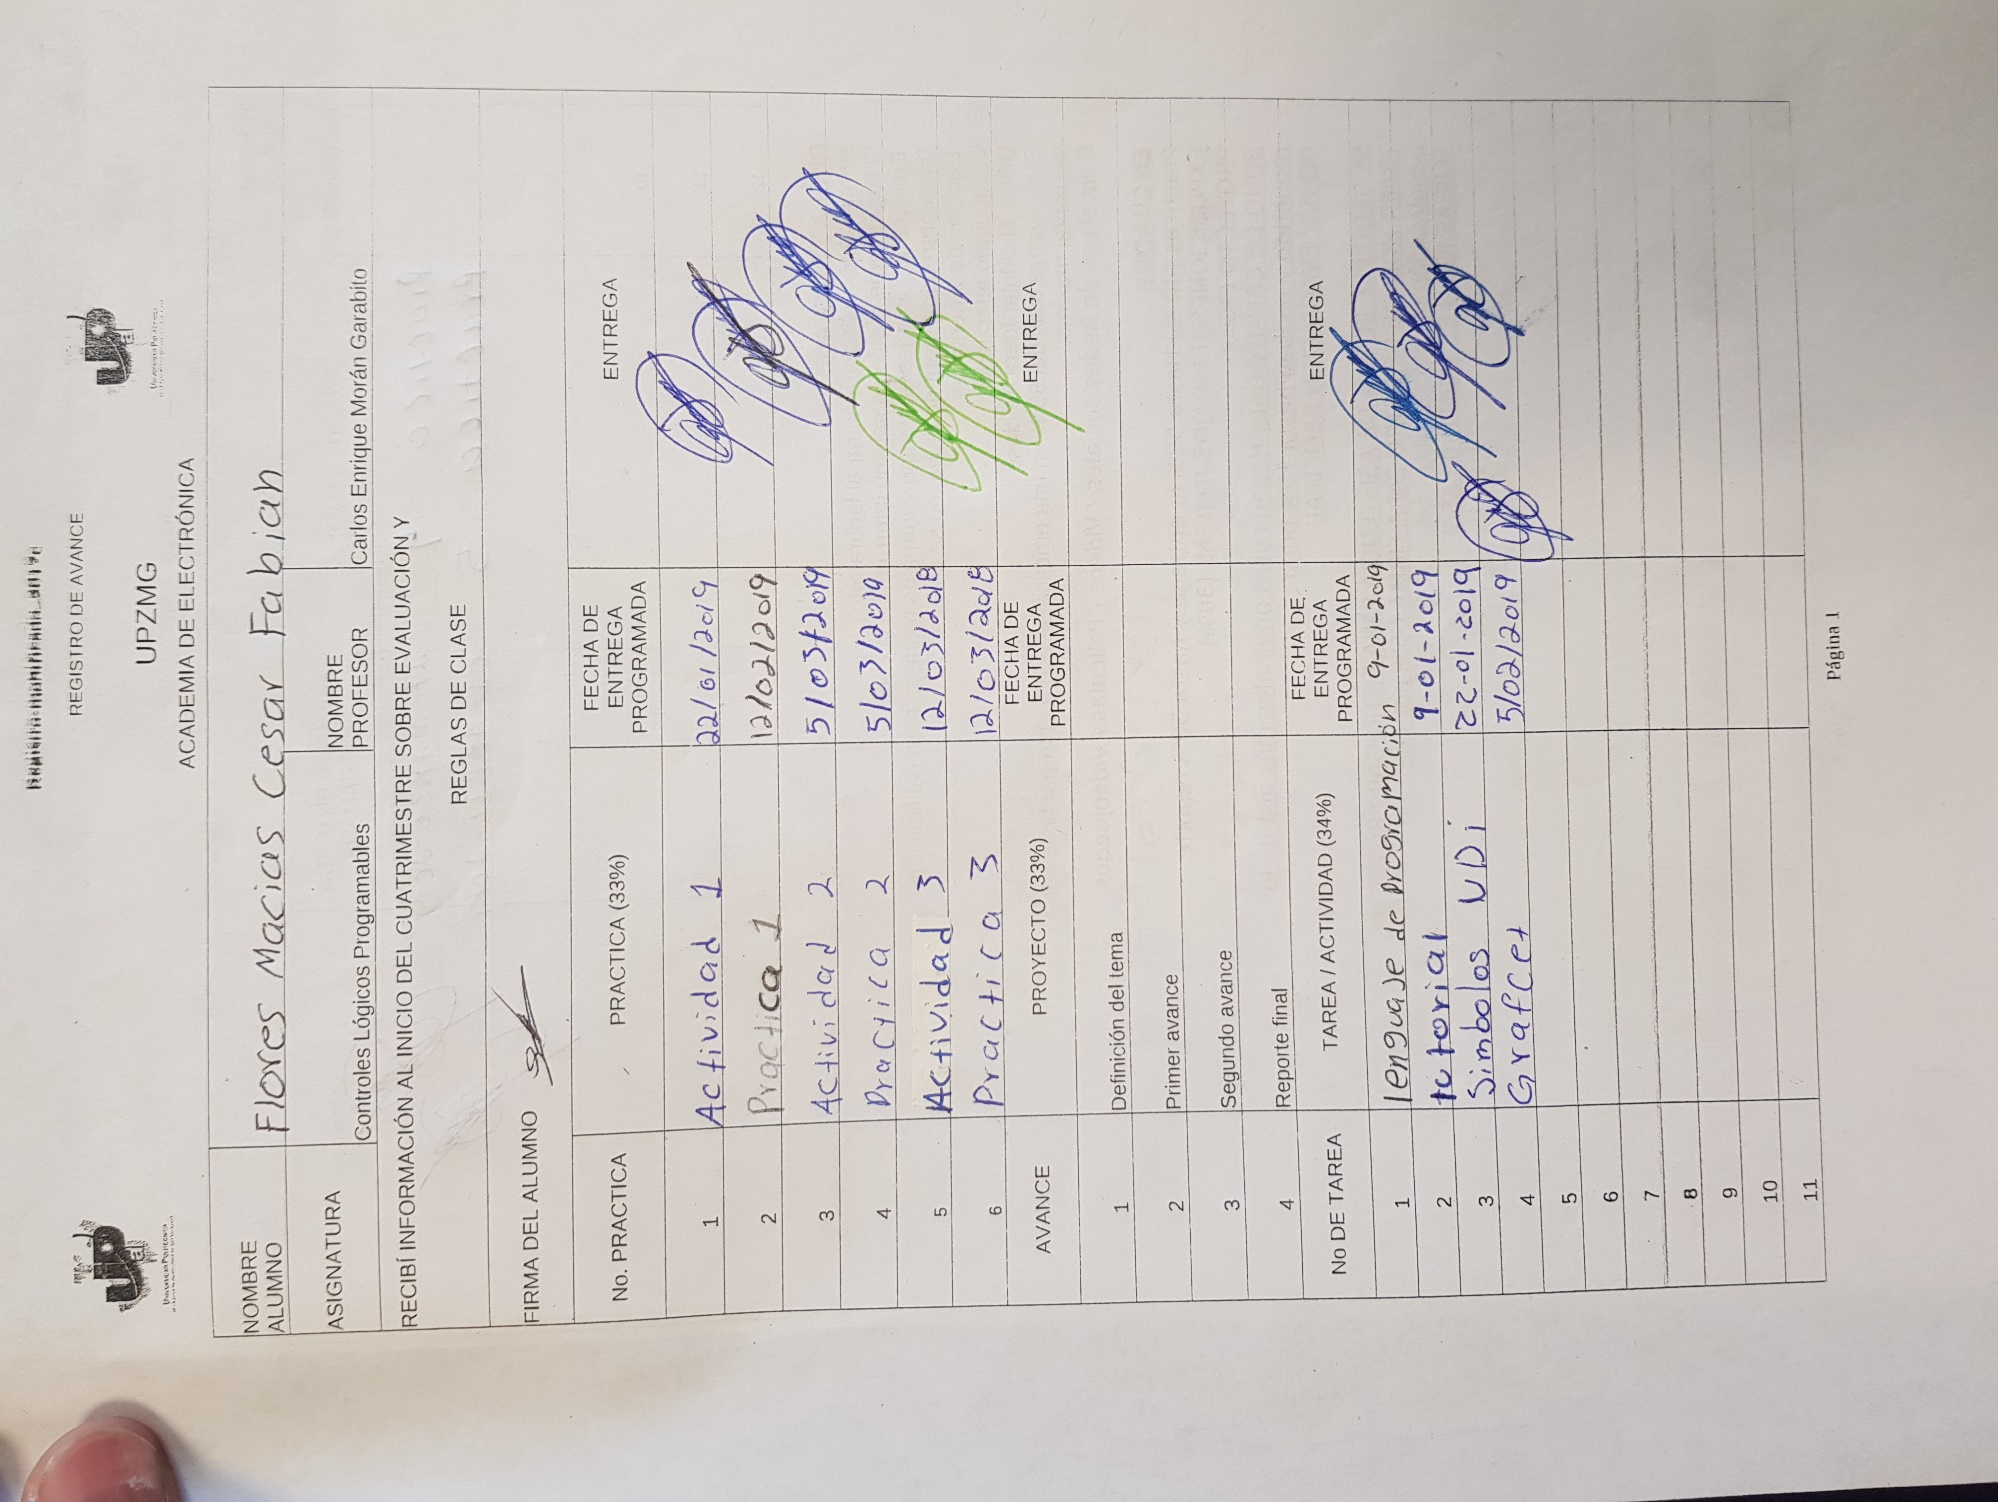 REGISTRO DE AVANCE
UPZMG
ACADEMIA DE ELECTRÓNICA
NOMBRE ALUMNO Flores Macias Cesar Fabian
ASIGNATURA Controles Lógicos Programables NOMBRE PROFESOR Carlos Enrique Morán Garabito
RECIBÍ INFORMACIÓN AL INICIO DEL CUATRIMESTRE SOBRE EVALUACIÓN Y
REGLAS DE CLASE
FIRMA DEL ALUMNO
No. PRACTICA PRACTICA (33%) FECHA DE ENTREGA PROGRAMADA ENTREGA
1 Actividad 1 22/01/2019
2 Practica 1 12/02/2019
3 Actividad 2 5/03/2019
4 Practica 2 5/03/2019
5 Actividad 3 12/03/2018
6 Practica 3 12/03/2018
AVANCE PROYECTO (33%) FECHA DE ENTREGA PROGRAMADA ENTREGA
1 Definición del tema
2 Primer avance
3 Segundo avance
4 Reporte final
No DE TAREA TAREA / ACTIVIDAD (34%) FECHA DE ENTREGA PROGRAMADA ENTREGA
1 lenguaje de programación 9-01-2019
2 tutorial 9-01-2019
3 Simbolos UDi 22-01-2019
4 Grafcet 5/02/2019
5
6
7
8
9
10
11
Página 1